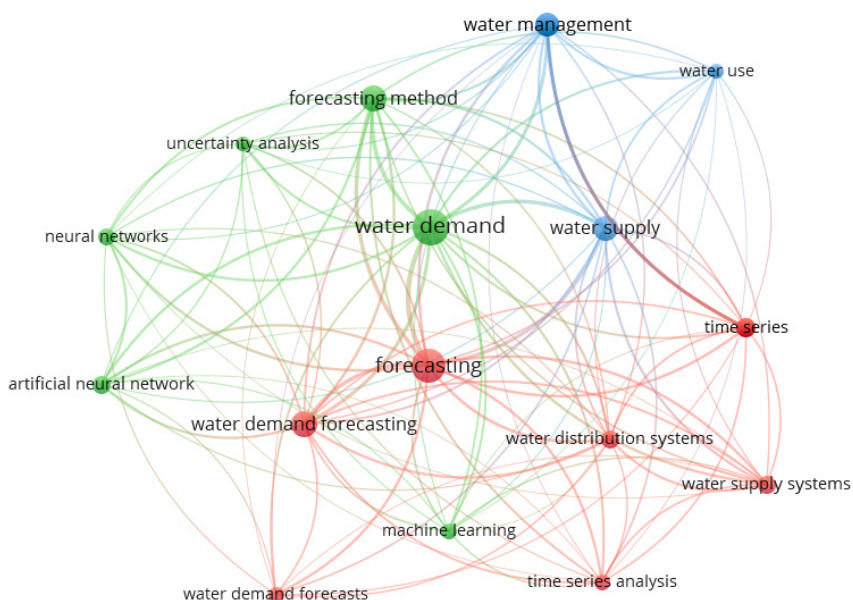 water management
water use
forecasting method
uncertainty analysis
water demand
water supply
neural networks
time series
forecasting
artificial neural network
water demand forecasting
water distribution systems
water supply systems
machine learning
time series analysis
water demand forecasts